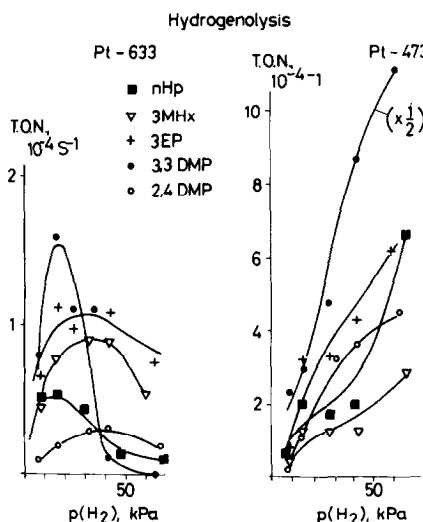 Hydrogenolysis
Pt-633
Pt-473
nHp
3MHx
3EP
3,3 DMP
2,4 DMP
T.O.N.,
10⁻⁴ S⁻¹
T.O.N.,
10⁻⁴-1
(x½)
2
1
50
p(H₂), kPa
10
8
6
4
2
50
p(H₂), kPa